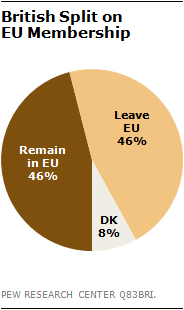 British Split on
EU Membership
Leave
EU
46%
Remain
in EU
46%
DK
8%
PEW RESEARCH CENTER Q83BRI.